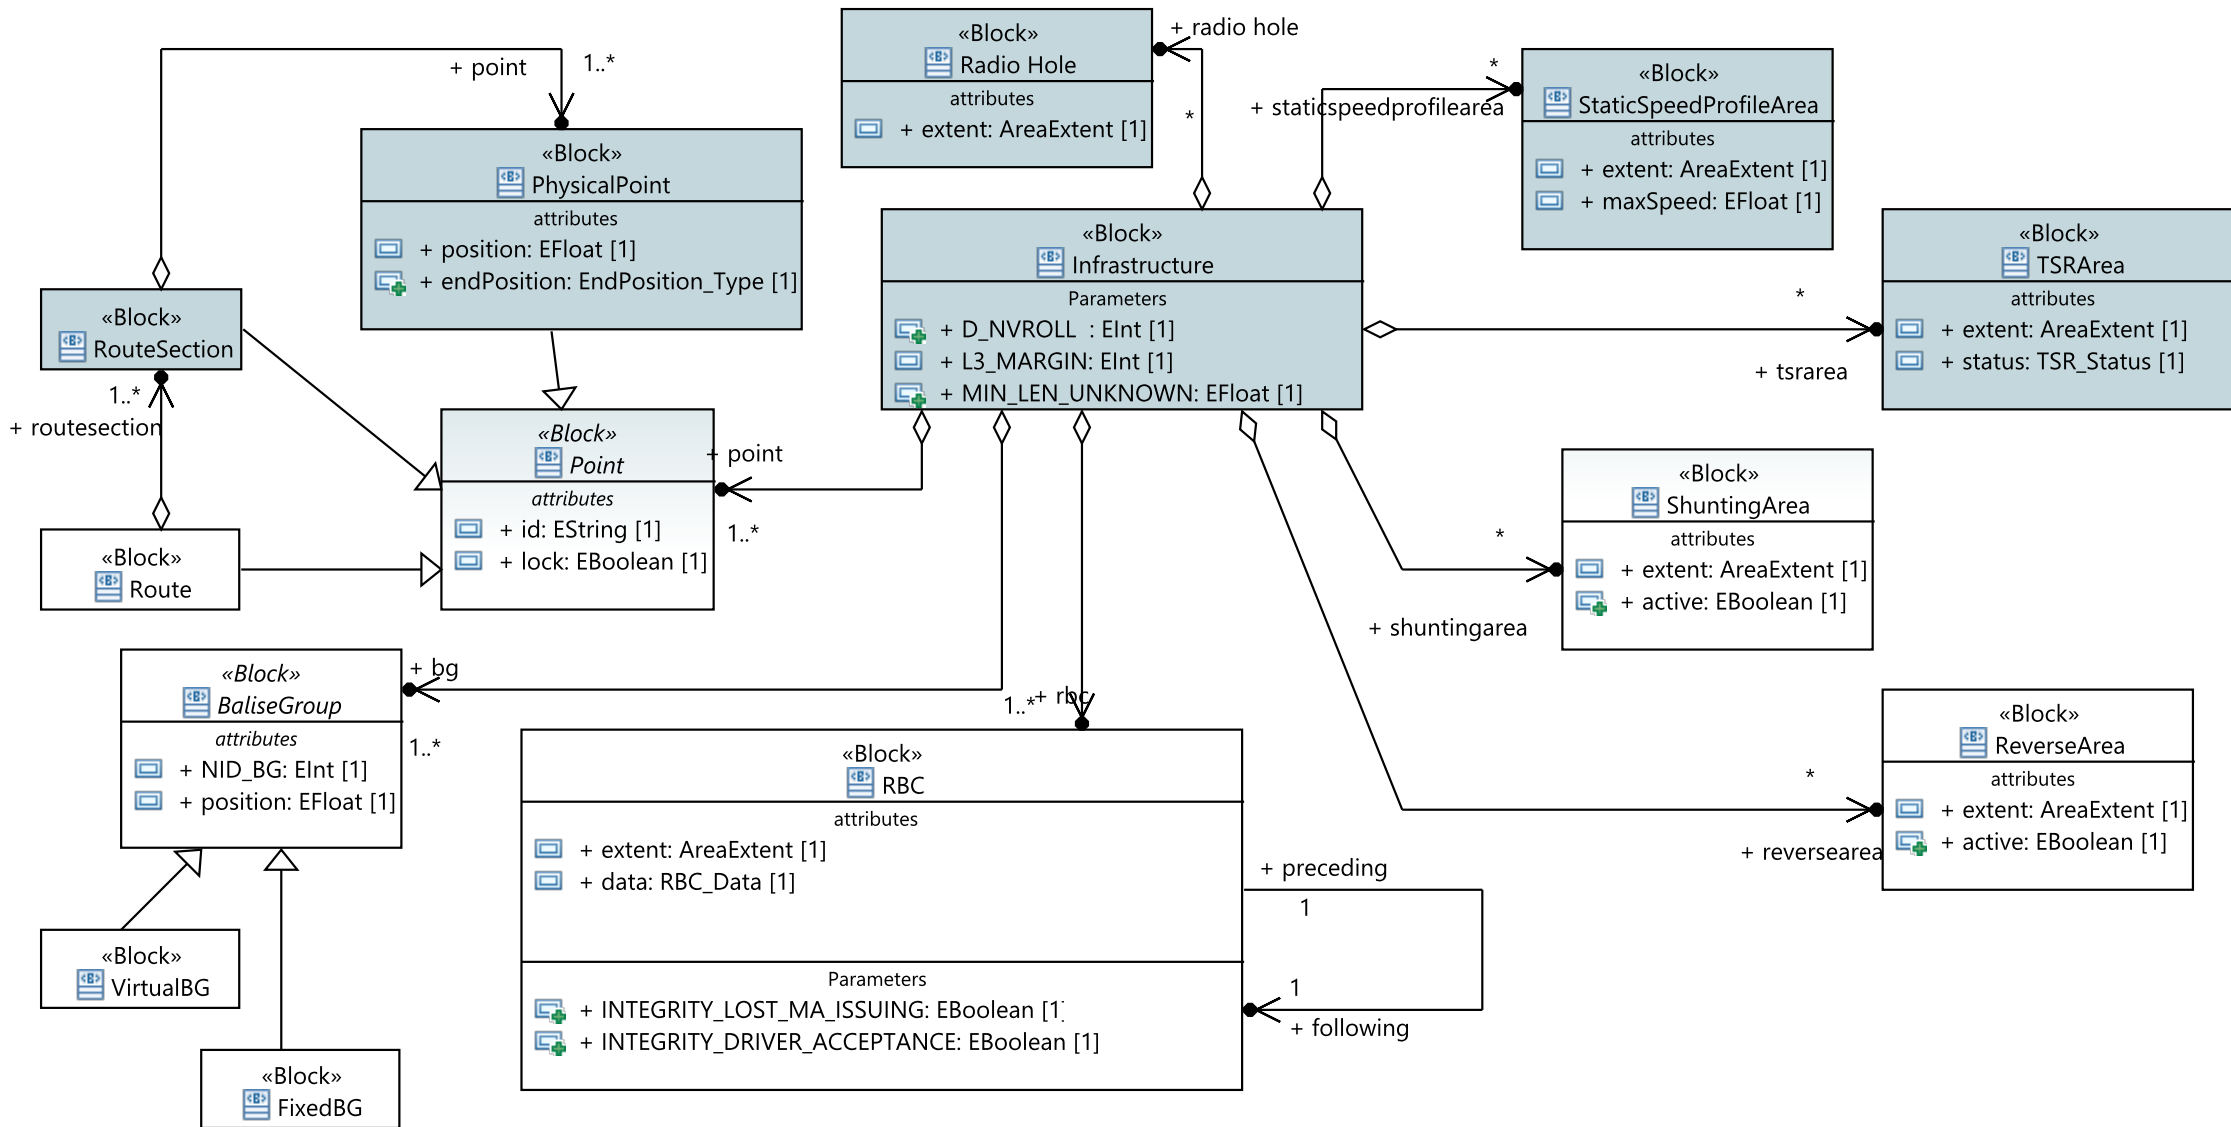 «Block»
Radio Hole
attributes
+ extent: AreaExtent [1]
+ radio hole
*
+ point
1..*
«Block»
PhysicalPoint
attributes
+ position: EFloat [1]
+ endPosition: EndPosition_Type [1]
+ staticspeedprofilearea
*
«Block»
StaticSpeedProfileArea
attributes
+ extent: AreaExtent [1]
+ maxSpeed: EFloat [1]
«Block»
Infrastructure
Parameters
+ D_NVROLL : EInt [1]
+ L3_MARGIN: EInt [1]
+ MIN_LEN_UNKNOWN: EFloat [1]
*
+ tsrarea
«Block»
TSRArea
attributes
+ extent: AreaExtent [1]
+ status: TSR_Status [1]
«Block»
RouteSection
1..*
+ routesection
«Block»
Route
«Block»
Point
attributes
+ id: EString [1]
+ lock: EBoolean [1]
+ point
1..*
*
+ shuntingarea
«Block»
ShuntingArea
attributes
+ extent: AreaExtent [1]
+ active: EBoolean [1]
«Block»
BaliseGroup
attributes
+ NID_BG: EInt [1]
+ position: EFloat [1]
+ bg
1..*
1..*
+ rbc
«Block»
RBC
attributes
+ extent: AreaExtent [1]
+ data: RBC_Data [1]
Parameters
+ INTEGRITY_LOST_MA_ISSUING: EBoolean [1]
+ INTEGRITY_DRIVER_ACCEPTANCE: EBoolean [1]
+ preceding
1
1
+ following
*
+ reversearea
«Block»
ReverseArea
attributes
+ extent: AreaExtent [1]
+ active: EBoolean [1]
«Block»
VirtualBG
«Block»
FixedBG